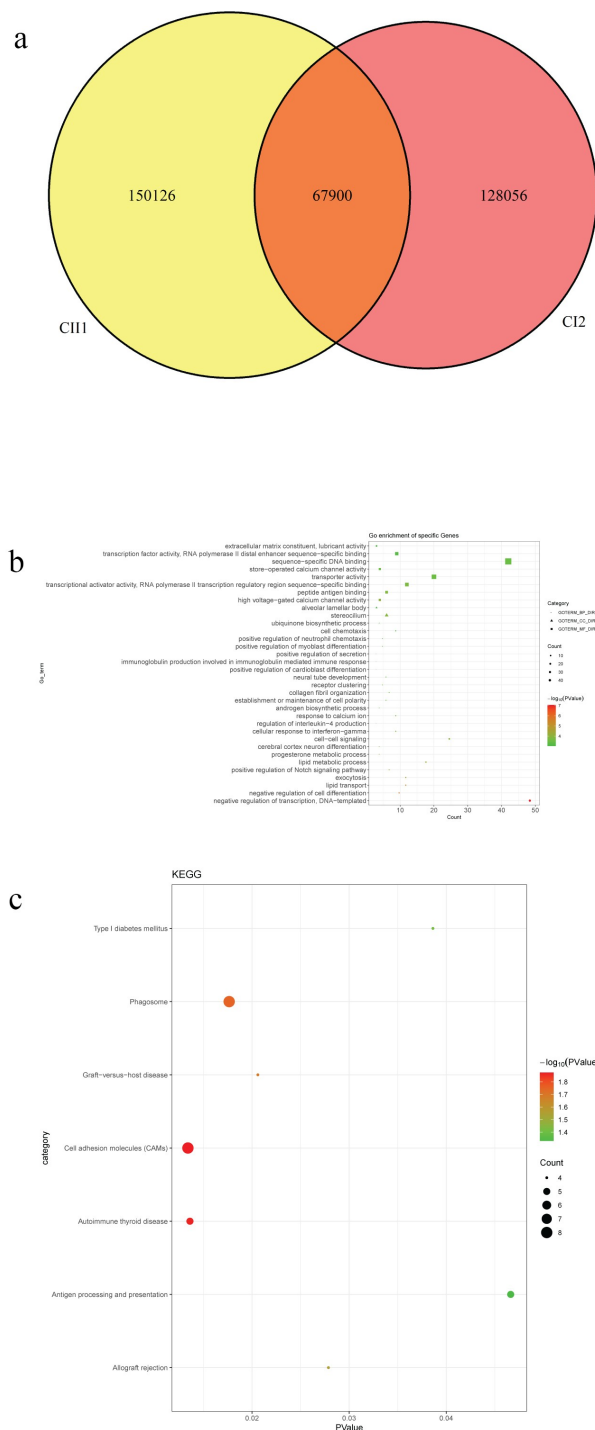 a
150126
67900
128056
CII1
CI2
b
Go enrichment of specific Genes
extracellular matrix constituent, lubricant activity
transcription factor activity, RNA polymerase II distal enhancer sequence-specific binding
sequence-specific DNA binding
store-operated calcium channel activity
transporter activity
transcriptional activator activity, RNA polymerase II transcription regulatory region sequence-specific binding
peptide antigen binding
high voltage-gated calcium channel activity
alveolar lamellar body
stereocilium
ubiquinone biosynthetic process
cell chemotaxis
positive regulation of neutrophil chemotaxis
positive regulation of myoblast differentiation
positive regulation of secretion
immunoglobulin production involved in immunoglobulin mediated immune response
positive regulation of cardioblast differentiation
neural tube development
receptor clustering
collagen fibril organization
establishment or maintenance of cell polarity
androgen biosynthetic process
response to calcium ion
regulation of interleukin-4 production
cellular response to interferon-gamma
cell-cell signaling
cerebral cortex neuron differentiation
progesterone metabolic process
lipid metabolic process
positive regulation of Notch signaling pathway
exocytosis
lipid transport
negative regulation of cell differentiation
negative regulation of transcription, DNA-templated
Go_term
10 20 30 40 50
Count
Category
GOTERM_BP_DIR
GOTERM_CC_DIR
GOTERM_MF_DIR
Count
10
20
30
40
−log10(PValue)
7
6
5
4
c
KEGG
Type I diabetes mellitus
Phagosome
Graft-versus-host disease
Cell adhesion molecules (CAMs)
Autoimmune thyroid disease
Antigen processing and presentation
Allograft rejection
category
0.02 0.03 0.04
PValue
−log10(PValue
1.8
1.7
1.6
1.5
1.4
Count
4
5
6
7
8